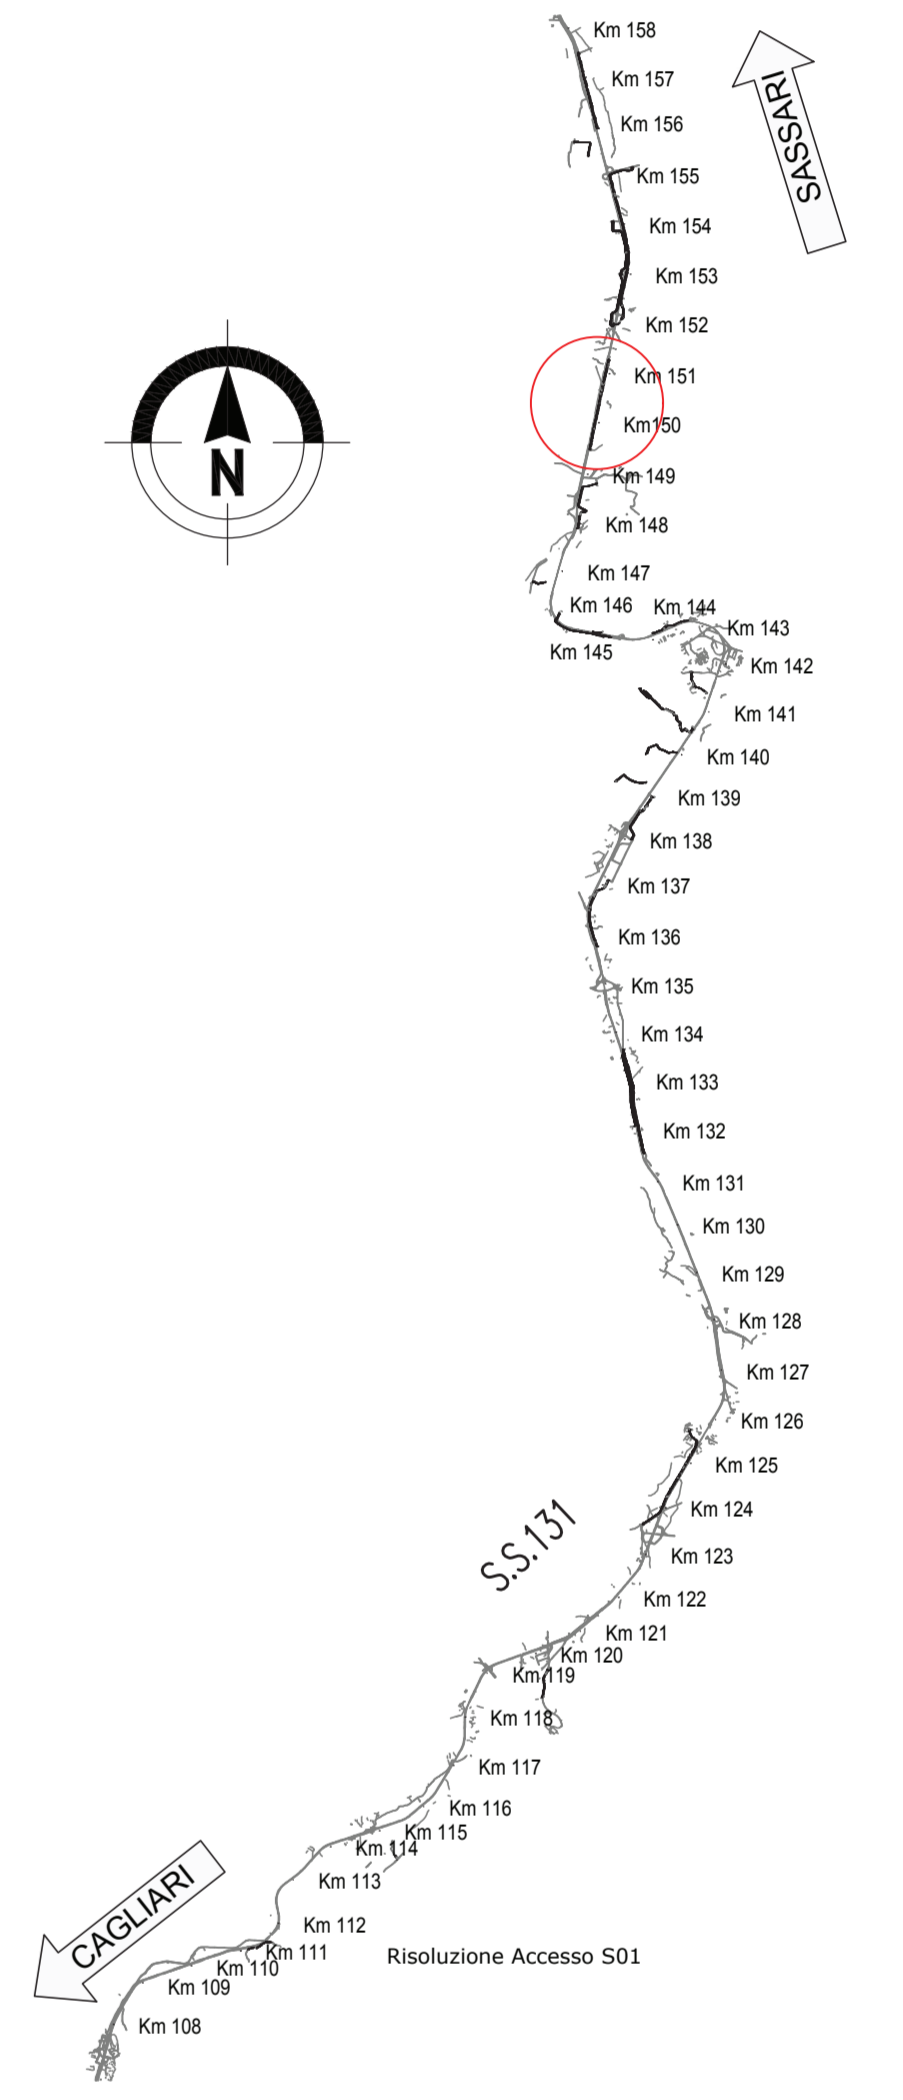 Km 158
SASSARI
Km 157
Km 156
Km 155
Km 154
Km 153
Km 152
Km 151
Km150
N
Km 149
Km 148
Km 147
Km 146
Km 144
Km 143
Km 145
Km 142
Km 141
Km 140
Km 139
Km 138
Km 137
Km 136
Km 135
Km 134
Km 133
Km 132
Km 131
Km 130
Km 129
Km 128
Km 127
Km 126
Km 125
Km 124
S.S.131
Km 123
Km 122
Km 121
Km 120
Km 119
Km 118
Km 117
Km 116
Km 115
Km 114
Km 113
CAGLIARI
Km 112
Km 111
Risoluzione Accesso S01
Km 110
Km 109
Km 108